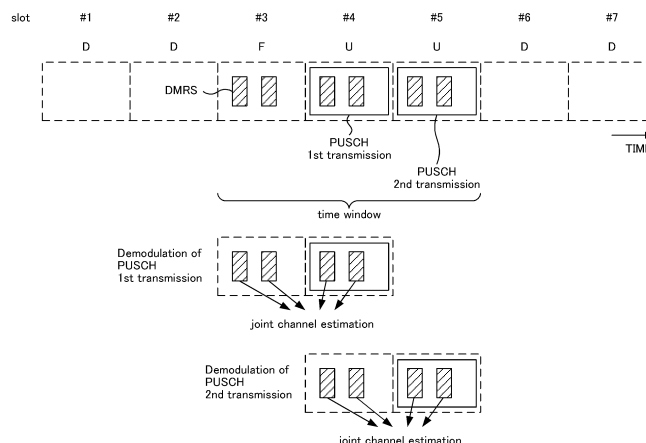 slot #1 #2 #3 #4 #5 #6 #7
D D F U U D D
DMRS
PUSCH
1st transmission
PUSCH
2nd transmission
TIME
time window
Demodulation of
PUSCH
1st transmission
joint channel estimation
Demodulation of
PUSCH
2nd transmission
joint channel estimation